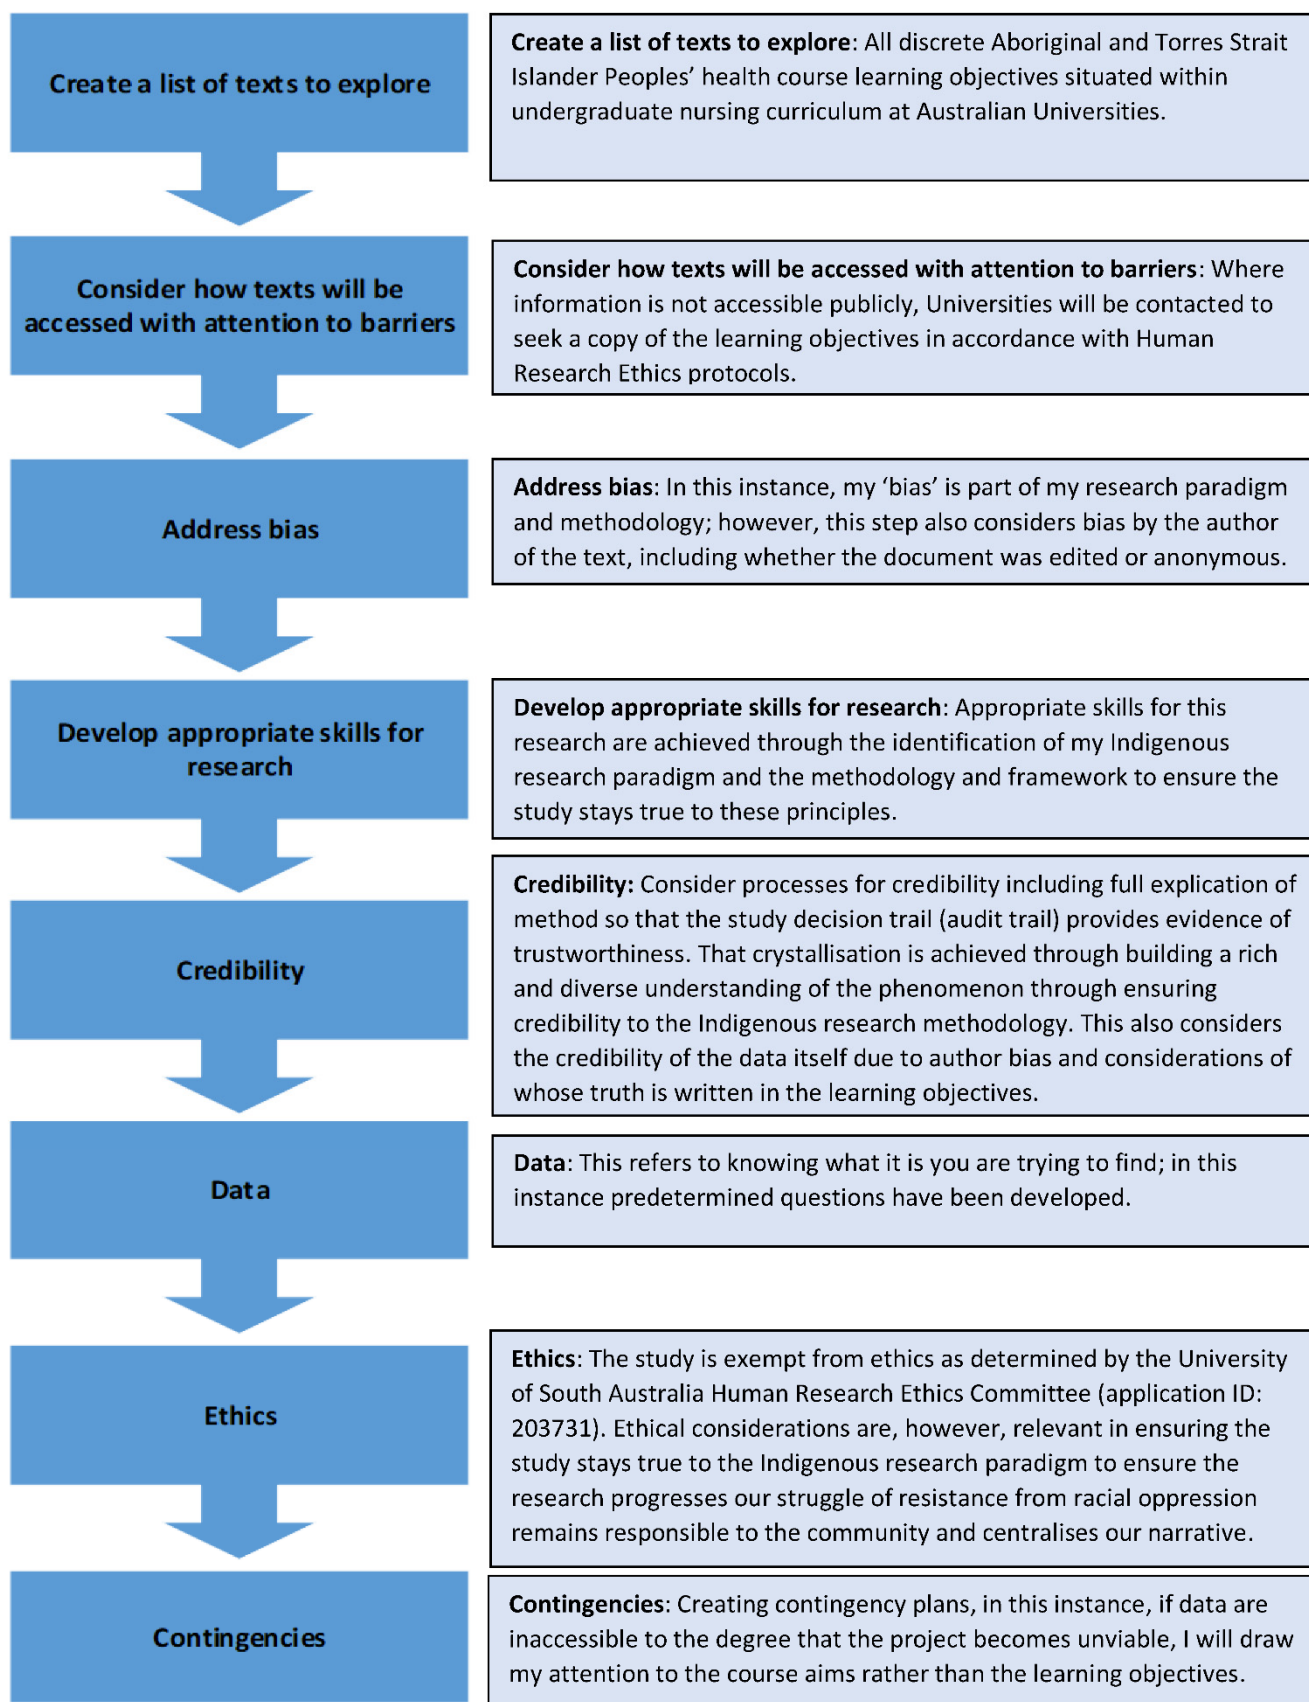 Create a list of texts to explore
Create a list of texts to explore: All discrete Aboriginal and Torres Strait
Islander Peoples’ health course learning objectives situated within
undergraduate nursing curriculum at Australian Universities.
Consider how texts will be
accessed with attention to barriers
Consider how texts will be accessed with attention to barriers: Where
information is not accessible publicly, Universities will be contacted to
seek a copy of the learning objectives in accordance with Human
Research Ethics protocols.
Address bias
Address bias: In this instance, my ‘bias’ is part of my research paradigm
and methodology; however, this step also considers bias by the author
of the text, including whether the document was edited or anonymous.
Develop appropriate skills for
research
Develop appropriate skills for research: Appropriate skills for this
research are achieved through the identification of my Indigenous
research paradigm and the methodology and framework to ensure the
study stays true to these principles.
Credibility
Credibility: Consider processes for credibility including full explication of
method so that the study decision trail (audit trail) provides evidence of
trustworthiness. That crystallisation is achieved through building a rich
and diverse understanding of the phenomenon through ensuring
credibility to the Indigenous research methodology. This also considers
the credibility of the data itself due to author bias and considerations of
whose truth is written in the learning objectives.
Data
Data: This refers to knowing what it is you are trying to find; in this
instance predetermined questions have been developed.
Ethics
Ethics: The study is exempt from ethics as determined by the University
of South Australia Human Research Ethics Committee (application ID:
203731). Ethical considerations are, however, relevant in ensuring the
study stays true to the Indigenous research paradigm to ensure the
research progresses our struggle of resistance from racial oppression
remains responsible to the community and centralises our narrative.
Contingencies
Contingencies: Creating contingency plans, in this instance, if data are
inaccessible to the degree that the project becomes unviable, I will draw
my attention to the course aims rather than the learning objectives.